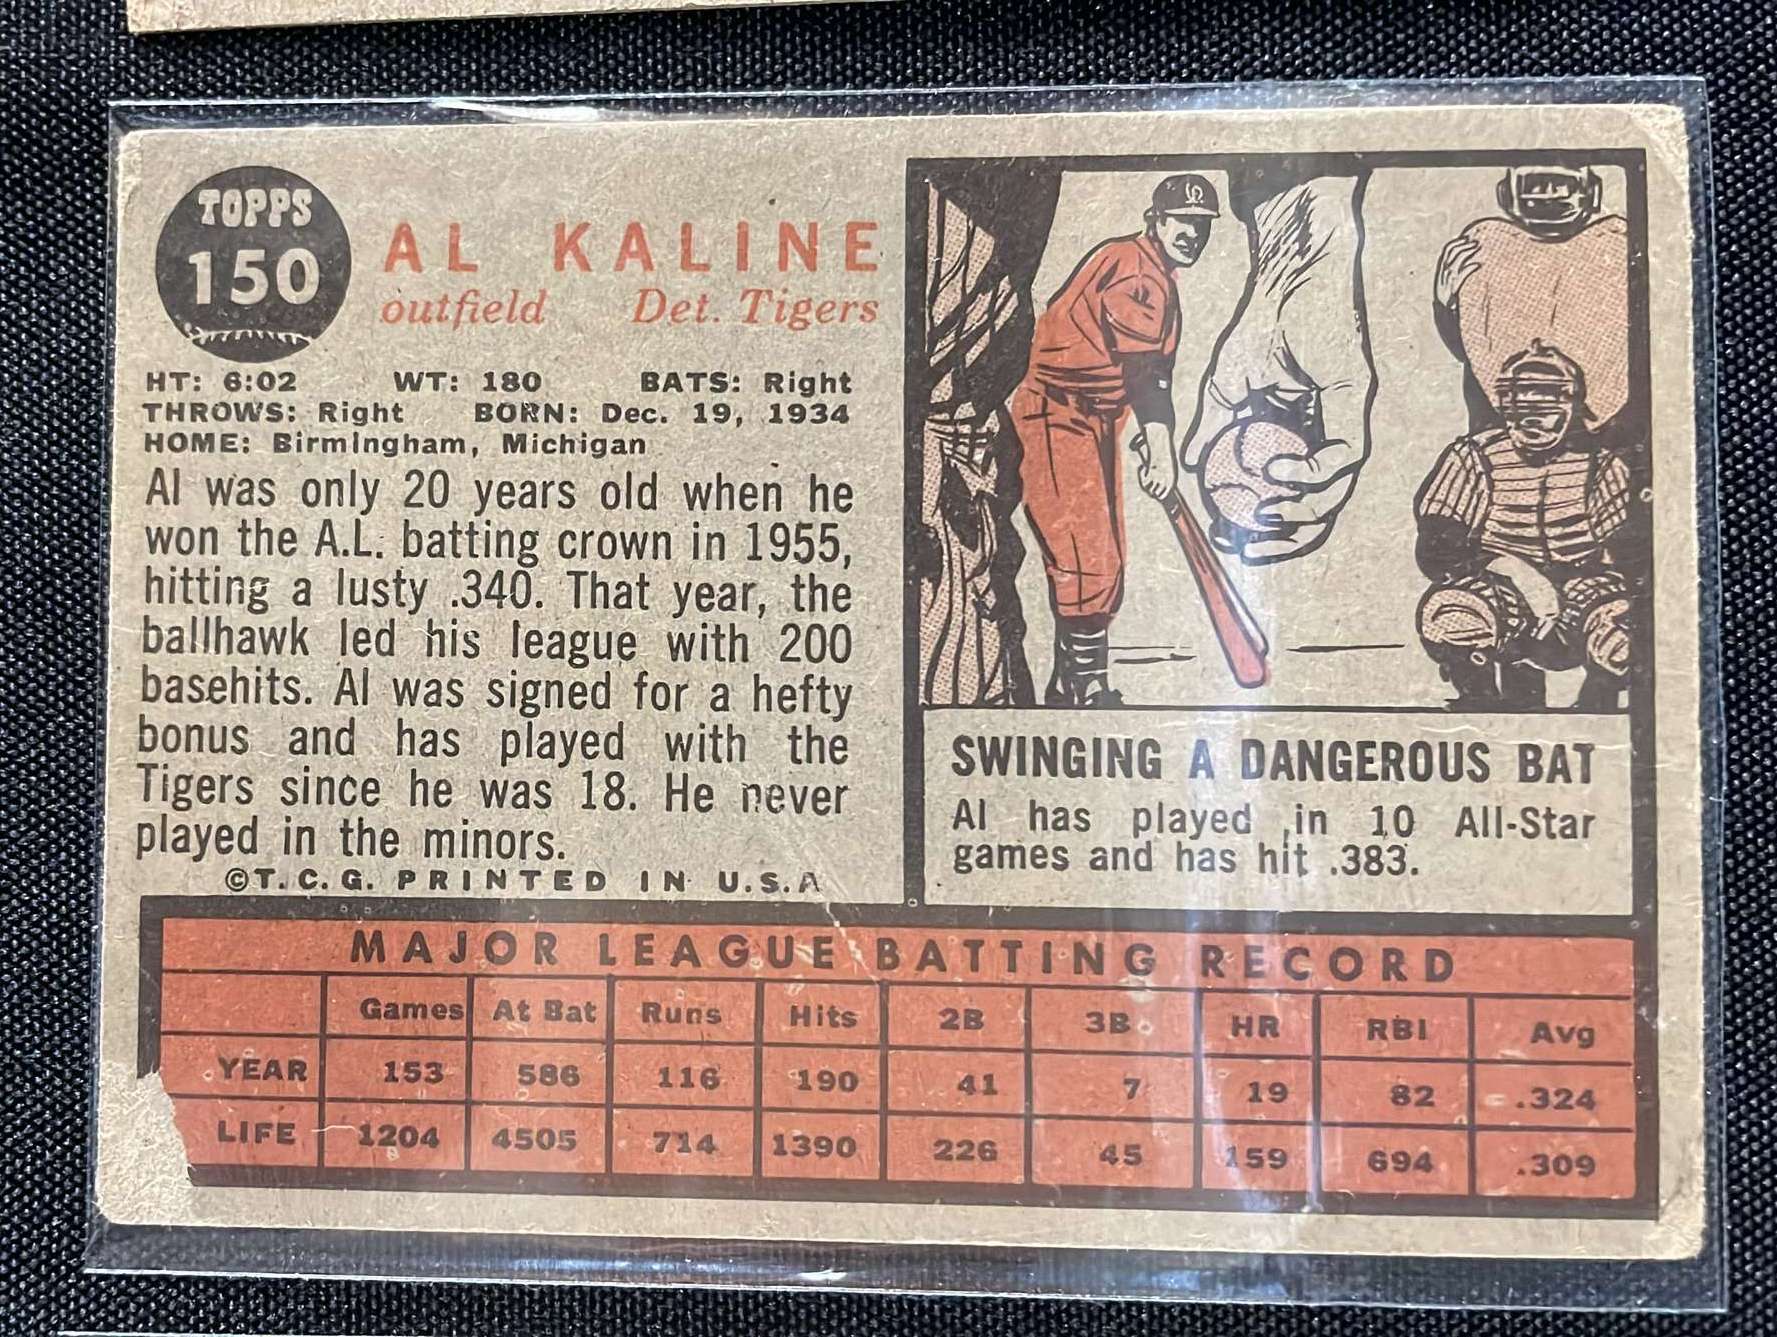 TOPPS
150
AL KALINE
outfield Det. Tigers
HT: 6:02 WT: 180 BATS: Right
THROWS: Right BORN: Dec. 19, 1934
HOME: Birmingham, Michigan
Al was only 20 years old when he
won the A.L. batting crown in 1955,
hitting a lusty .340. That year, the
ballhawk led his league with 200
basehits. Al was signed for a hefty
bonus and has played with the
Tigers since he was 18. He never
played in the minors.
©T. C. G. PRINTED IN U.S.A
SWINGING A DANGEROUS BAT
Al has played in 10 All-Star
games and has hit .383.
MAJOR LEAGUE BATTING RECORD
Games At Bat Runs Hits 2B 3B HR RBI Avg
YEAR 153 586 116 190 41 7 19 82 .324
LIFE 1204 4505 714 1390 226 45 159 694 .309